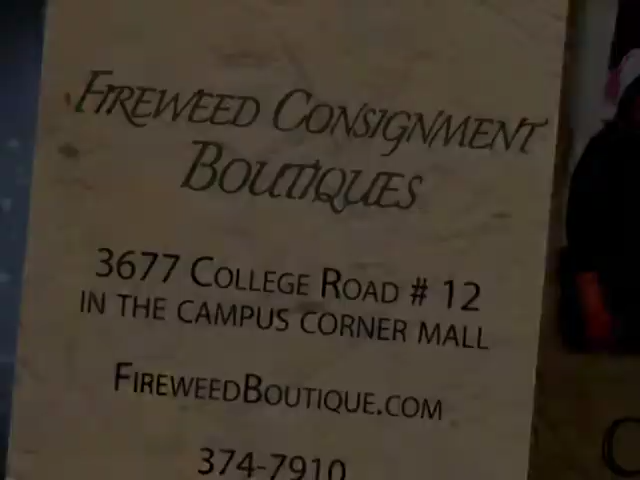 Fireweed Consignment
Boutiques
3677 College Road # 12
in the Campus Corner Mall
FireweedBoutique.com
374-7910